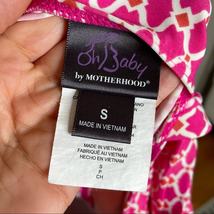 Oh Baby
by MOTHERHOOD®
S
MADE IN VIETNAM
MADE IN VIETNAM
FABRIQUÉ AU VIETNAM
HECHO EN VIETNAM
S
P
CH